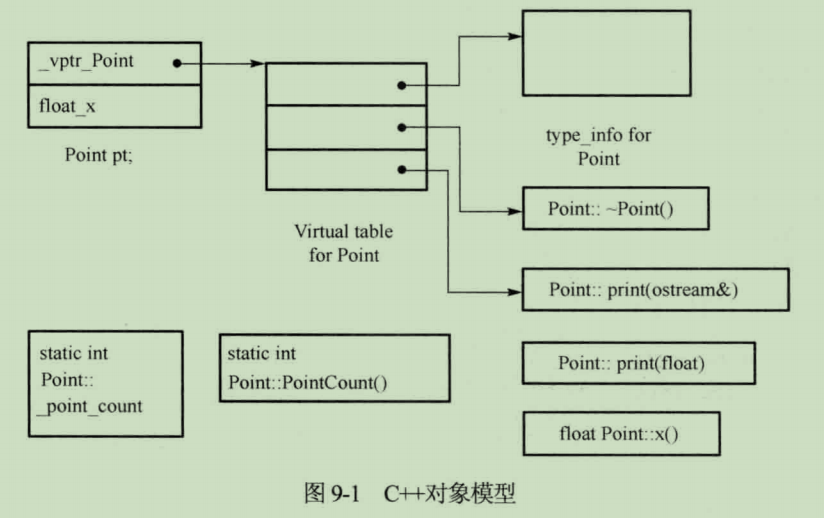 _vptr_Point
float_x
Point pt;
Virtual table
for Point
type_info for
Point
Point:: ~Point()
Point:: print(ostream&)
static int
Point::
_point_count
static int
Point::PointCount()
Point:: print(float)
float Point::x()
图 9-1 C++对象模型